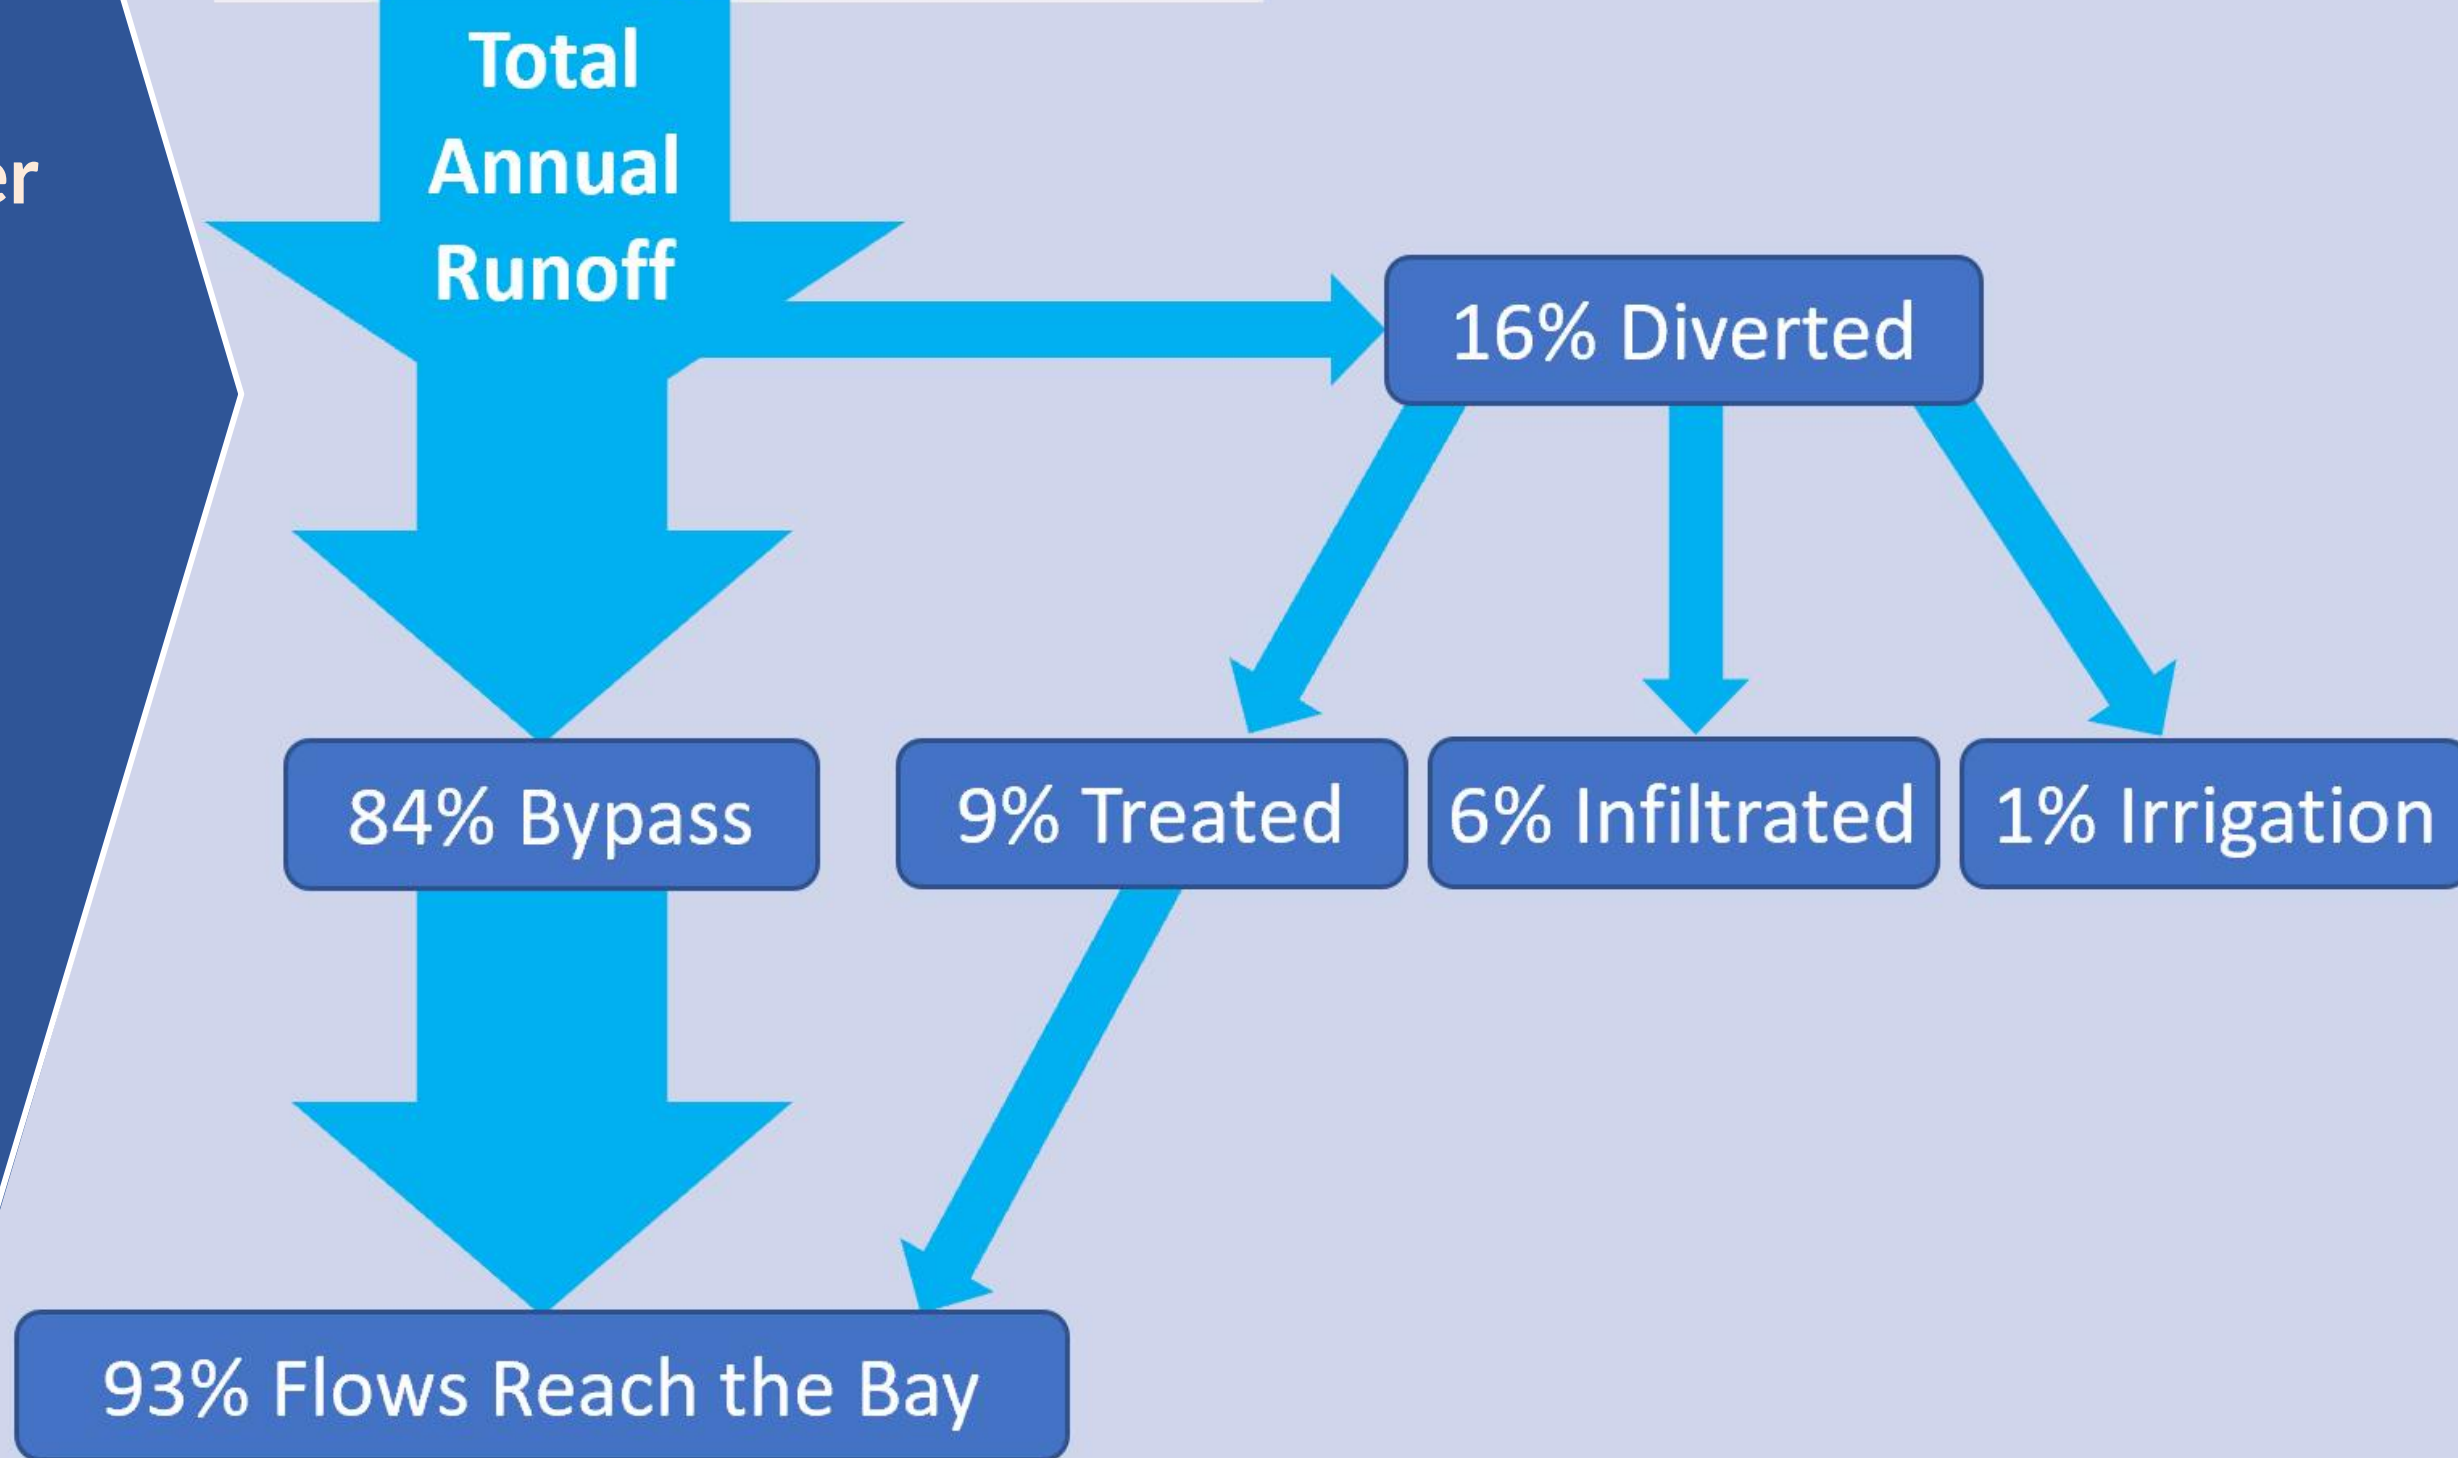 Total
Annual
Runoff
16% Diverted
84% Bypass
9% Treated
6% Infiltrated
1% Irrigation
93% Flows Reach the Bay